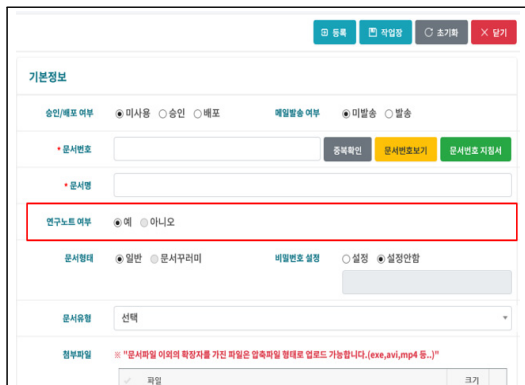 등록 작업장 초기화 닫기
기본정보
승인/배포 여부 미사용 승인 배포 메일발송 여부 미발송 발송
* 문서번호 중복확인 문서번호보기 문서번호 지침서
* 문서명
연구노트 여부 예 아니오
문서형태 일반 문서꾸러미 비밀번호 설정 설정 설정안함
문서유형 선택
첨부파일 ※ "문서파일 이외의 확장자를 가진 파일은 압축파일 형태로 업로드 가능합니다.(exe,avi,mp4 등..)"
파일 크기